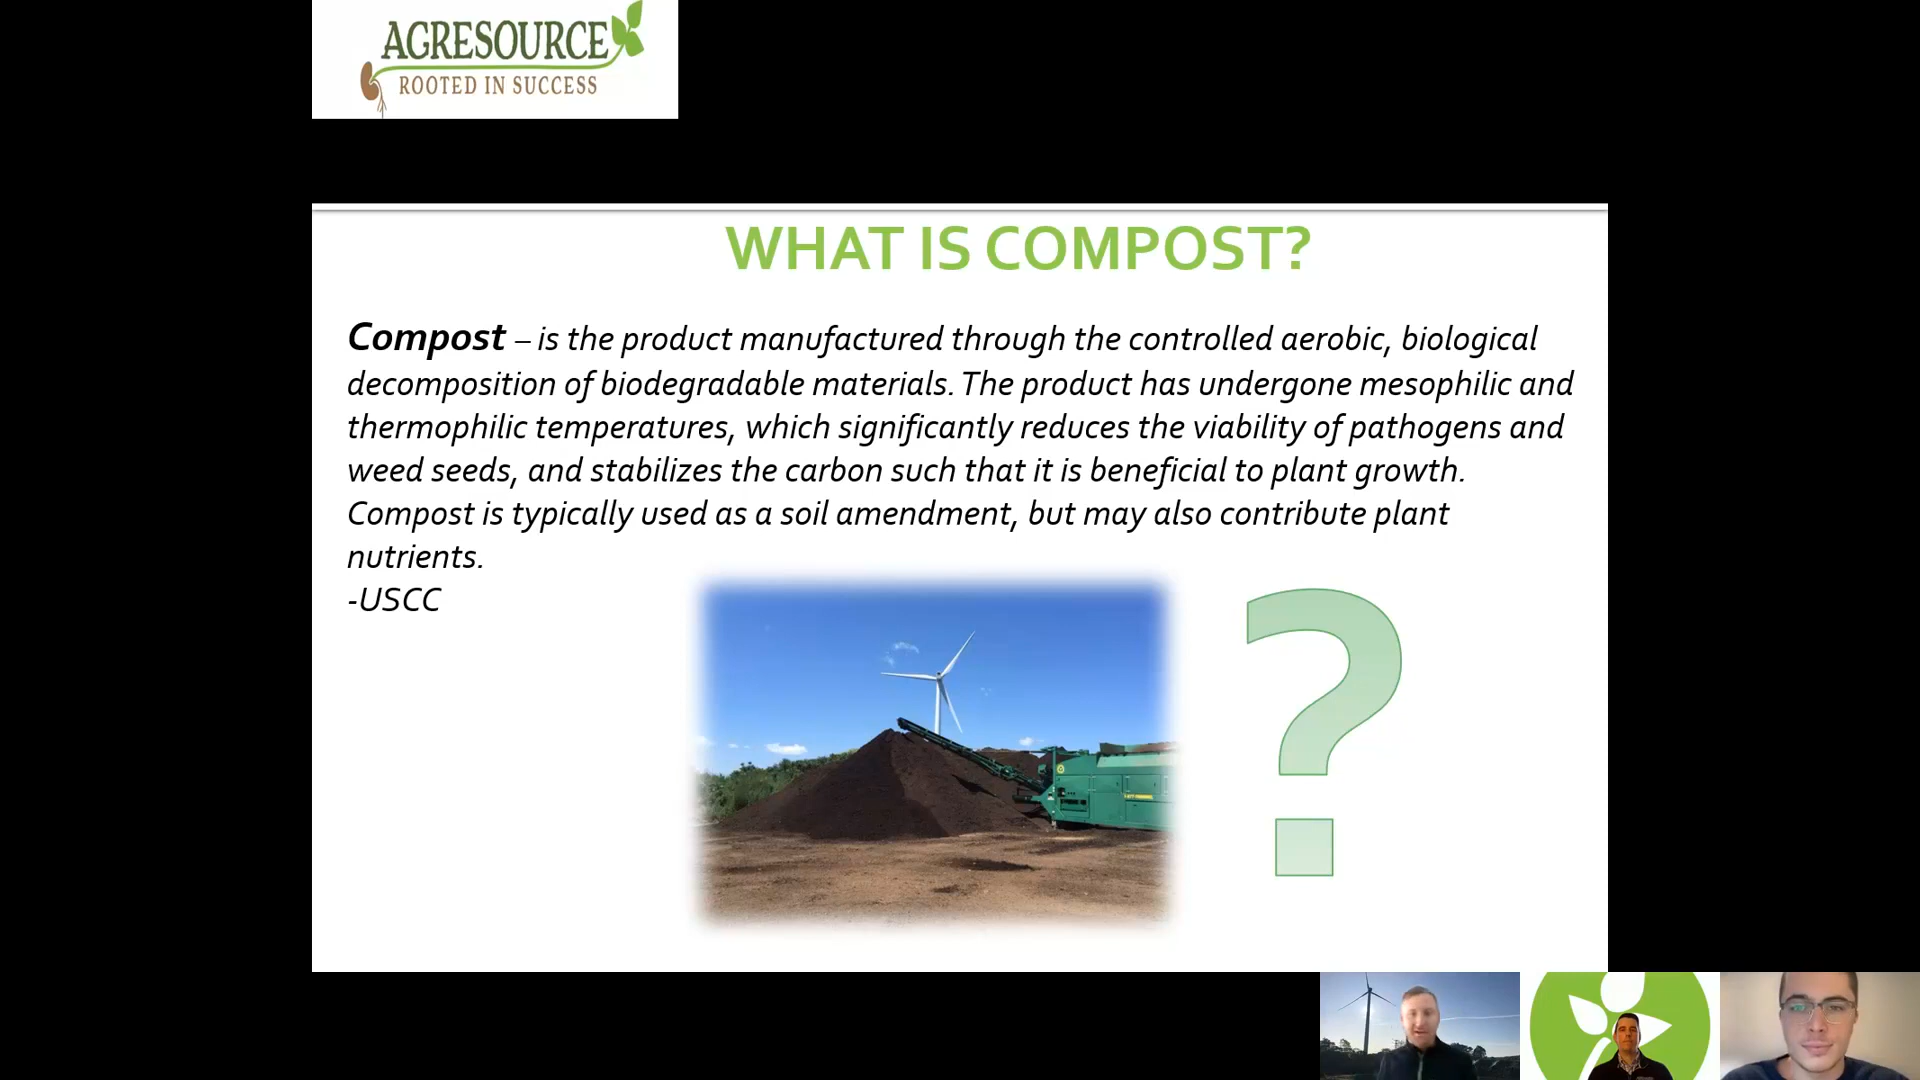 AGRESOURCE
ROOTED IN SUCCESS
WHAT IS COMPOST?
Compost – is the product manufactured through the controlled aerobic, biological
decomposition of biodegradable materials. The product has undergone mesophilic and
thermophilic temperatures, which significantly reduces the viability of pathogens and
weed seeds, and stabilizes the carbon such that it is beneficial to plant growth.
Compost is typically used as a soil amendment, but may also contribute plant
nutrients.
-USCC
?